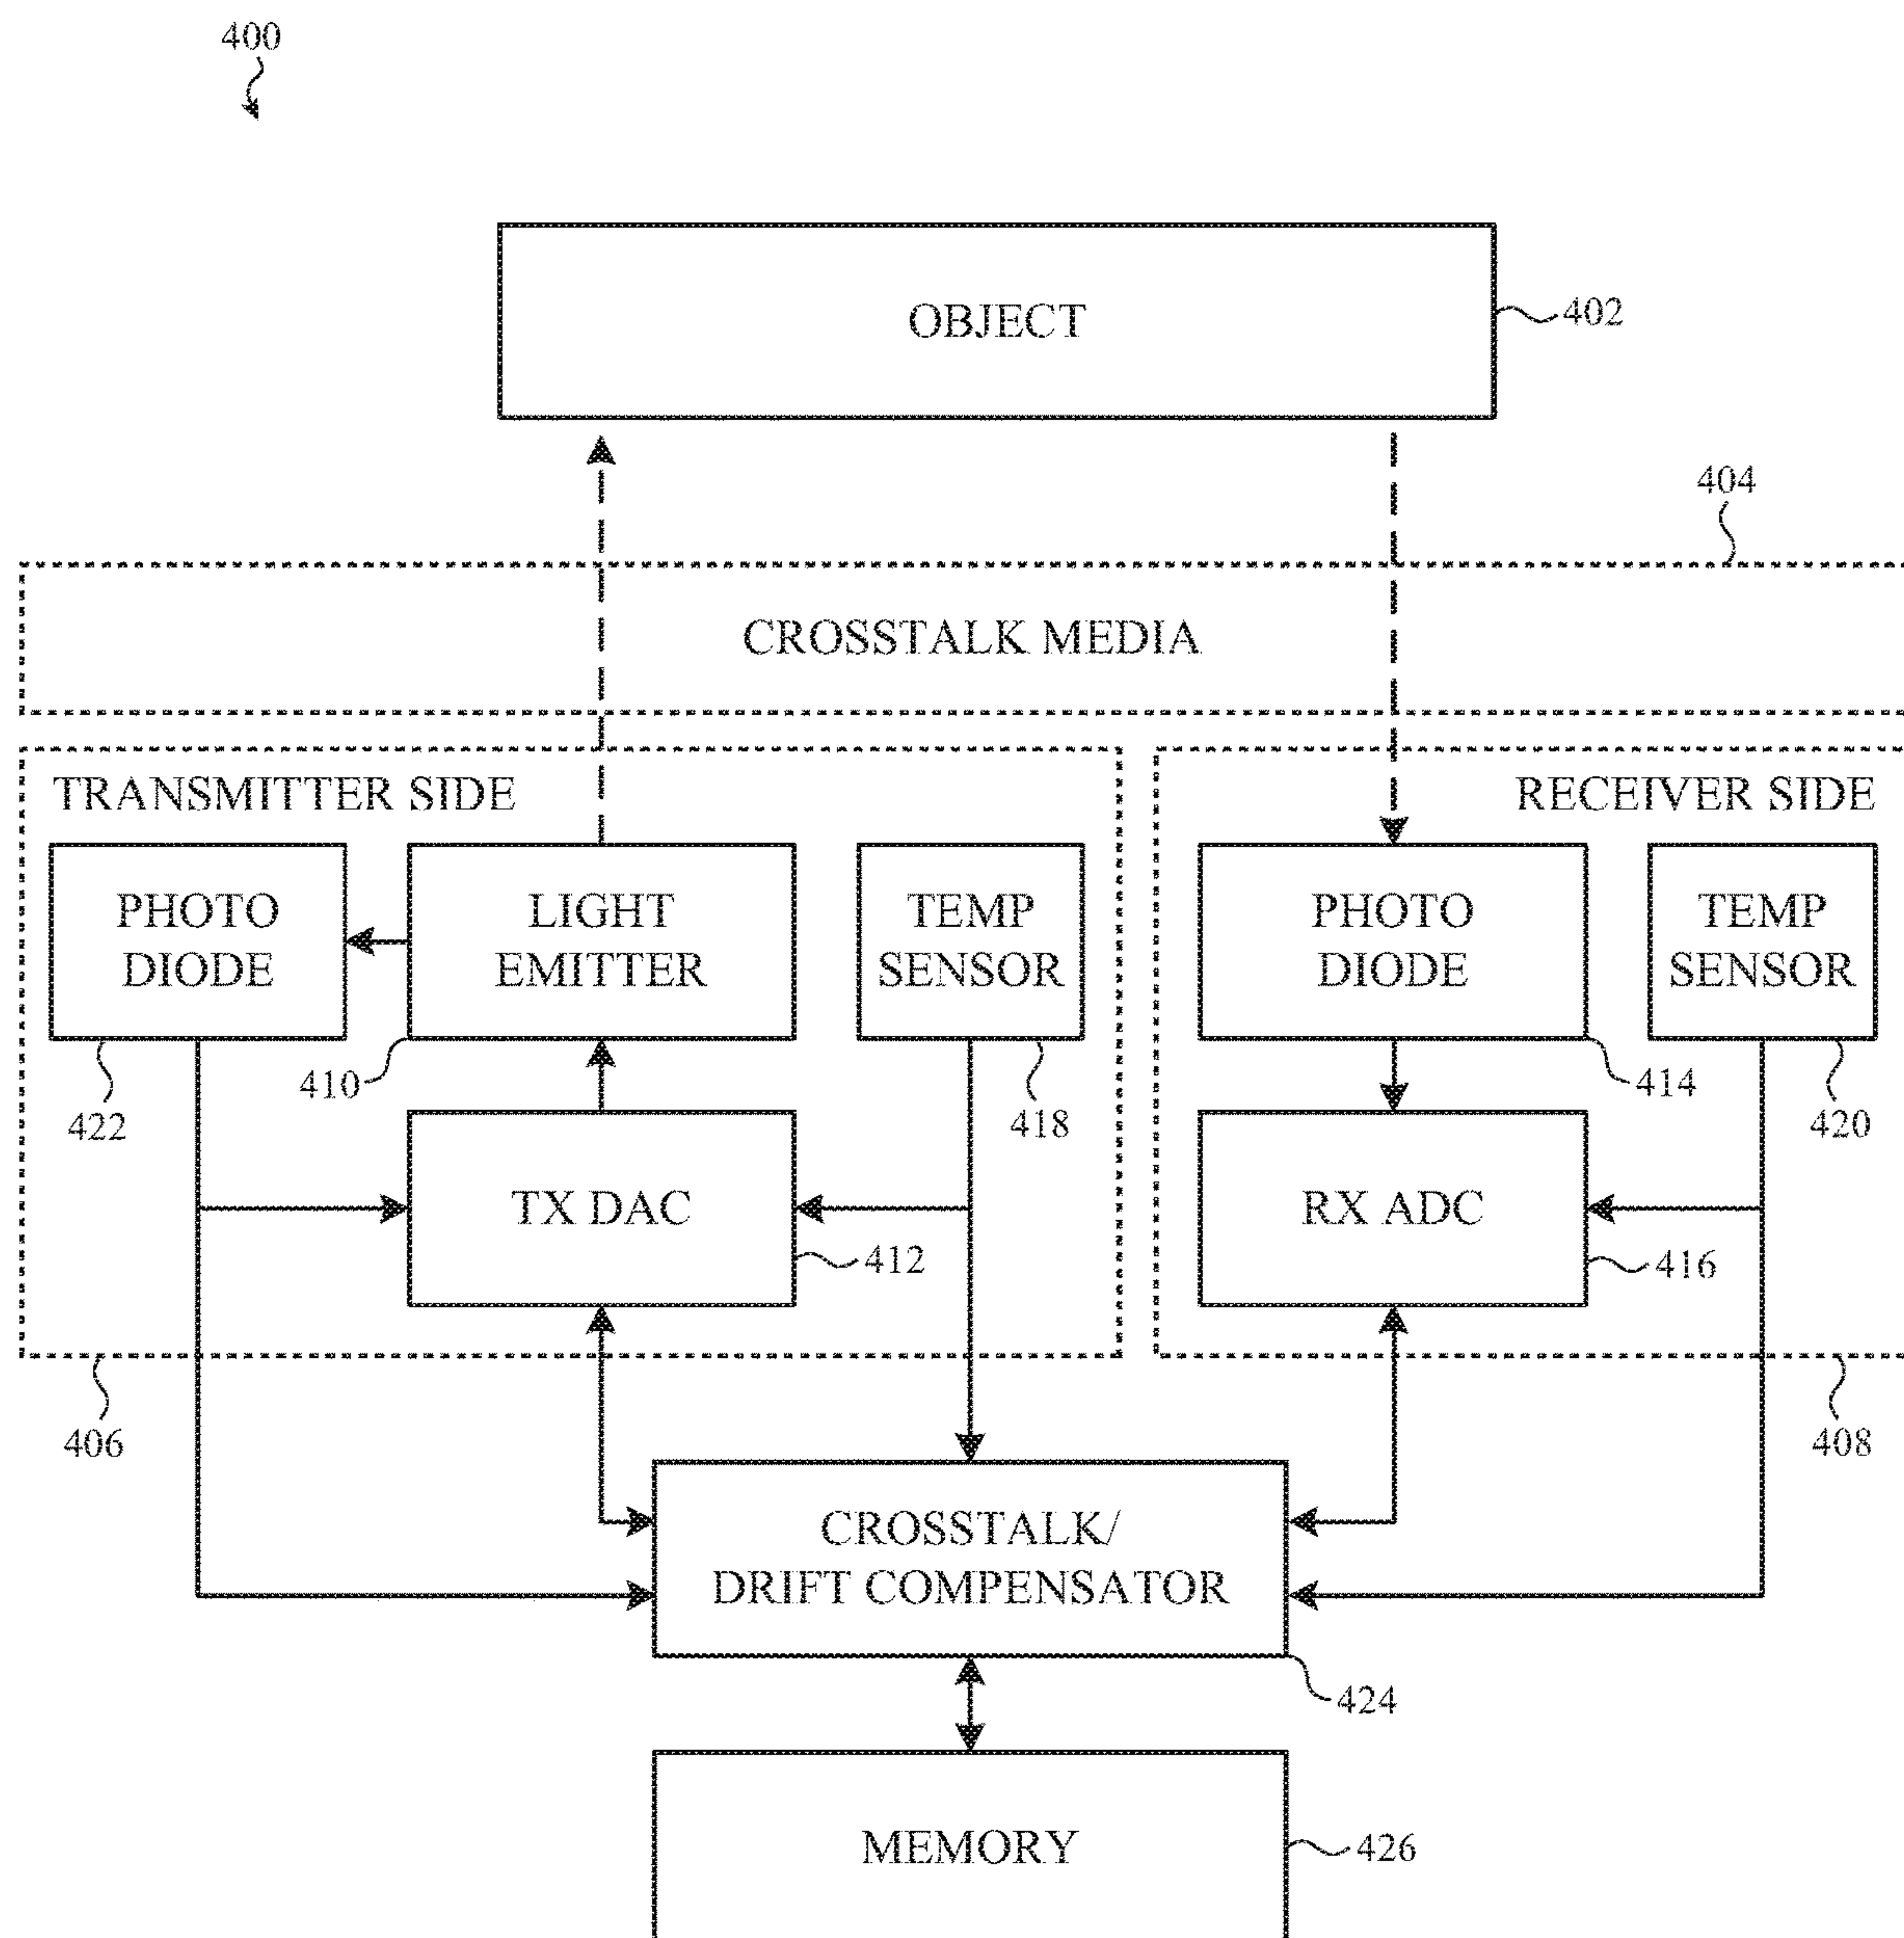 400
OBJECT
402
404
CROSSTALK MEDIA
TRANSMITTER SIDE
RECEIVER SIDE
PHOTO
DIODE
LIGHT
EMITTER
TEMP
SENSOR
PHOTO
DIODE
TEMP
SENSOR
422
410
418
414
420
TX DAC
412
RX ADC
416
406
408
CROSSTALK/
DRIFT COMPENSATOR
424
MEMORY
426